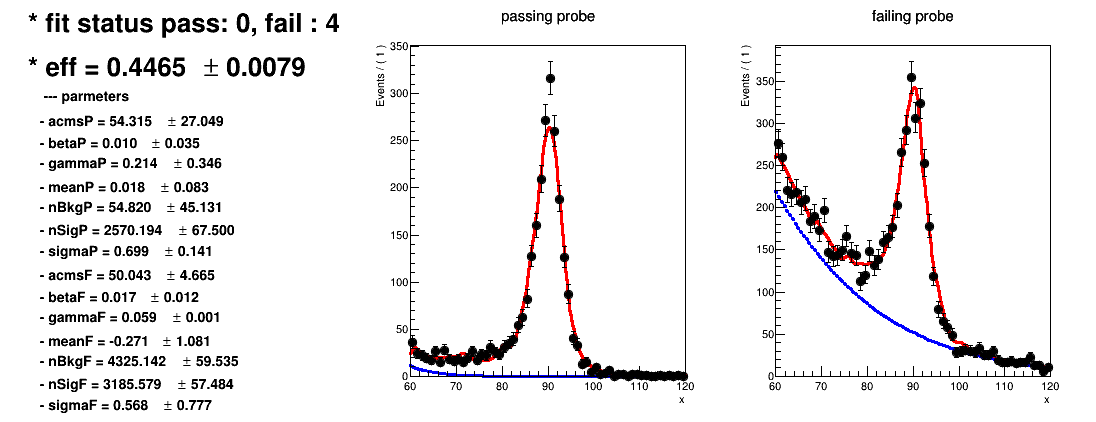 * fit status pass: 0, fail : 4
* eff = 0.4465 ± 0.0079
--- parmeters
- acmsP = 54.315 ± 27.049
- betaP = 0.010 ± 0.035
- gammaP = 0.214 ± 0.346
- meanP = 0.018 ± 0.083
- nBkgP = 54.820 ± 45.131
- nSigP = 2570.194 ± 67.500
- sigmaP = 0.699 ± 0.141
- acmsF = 50.043 ± 4.665
- betaF = 0.017 ± 0.012
- gammaF = 0.059 ± 0.001
- meanF = -0.271 ± 1.081
- nBkgF = 4325.142 ± 59.535
- nSigF = 3185.579 ± 57.484
- sigmaF = 0.568 ± 0.777
passing probe
Events / ( 1 )
350
300
250
200
150
100
50
0
60 70 80 90 100 110 120
x
failing probe
Events / ( 1 )
350
300
250
200
150
100
50
0
60 70 80 90 100 110 120
x